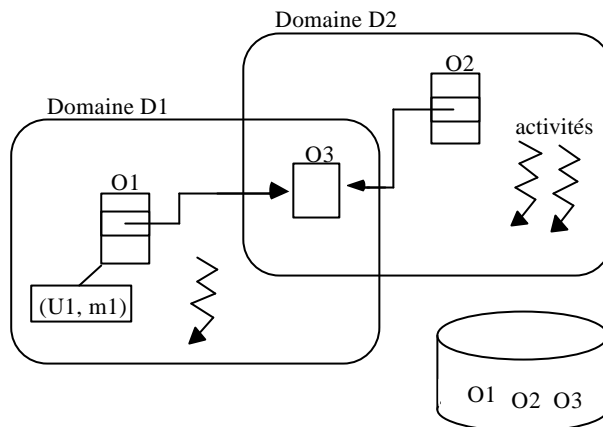 Domaine D2
O2
Domaine D1
activités
O3
O1
(U1, m1)
O1 O2 O3